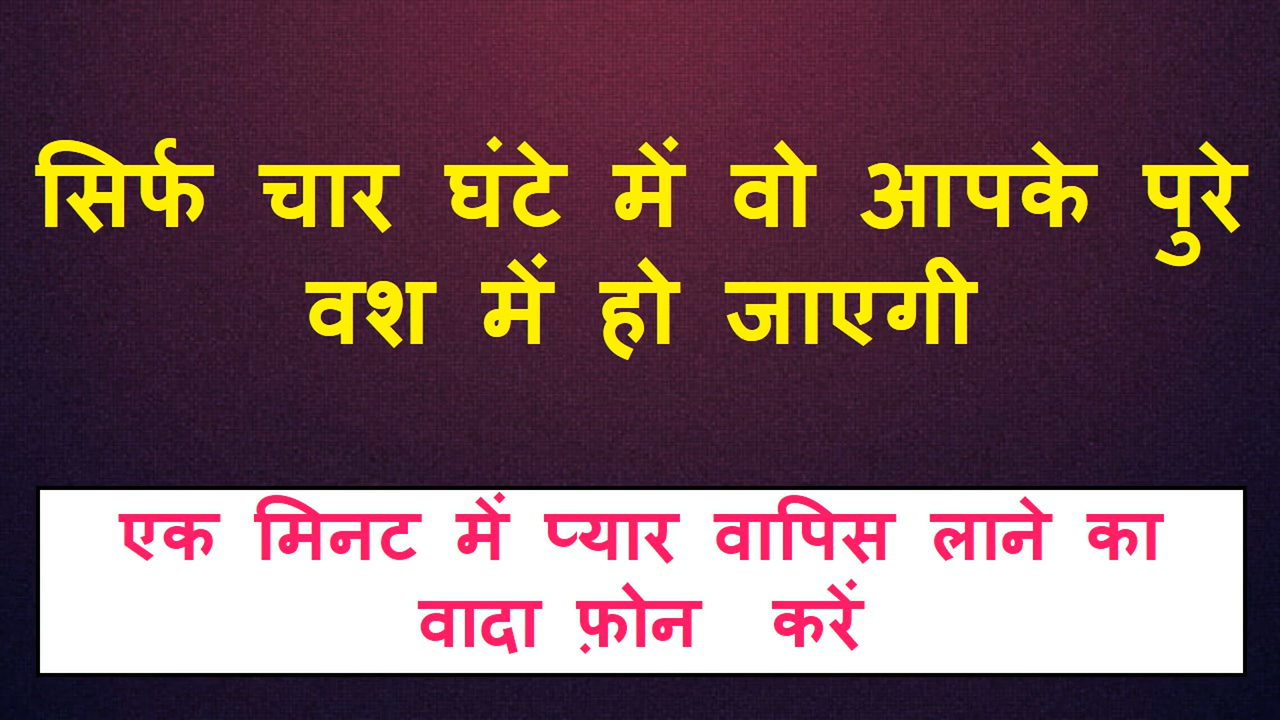 सिर्फ चार घंटे में वो आपके पुरे
वश में हो जाएगी
एक मिनट में प्यार वापिस लाने का
वादा फ़ोन करें